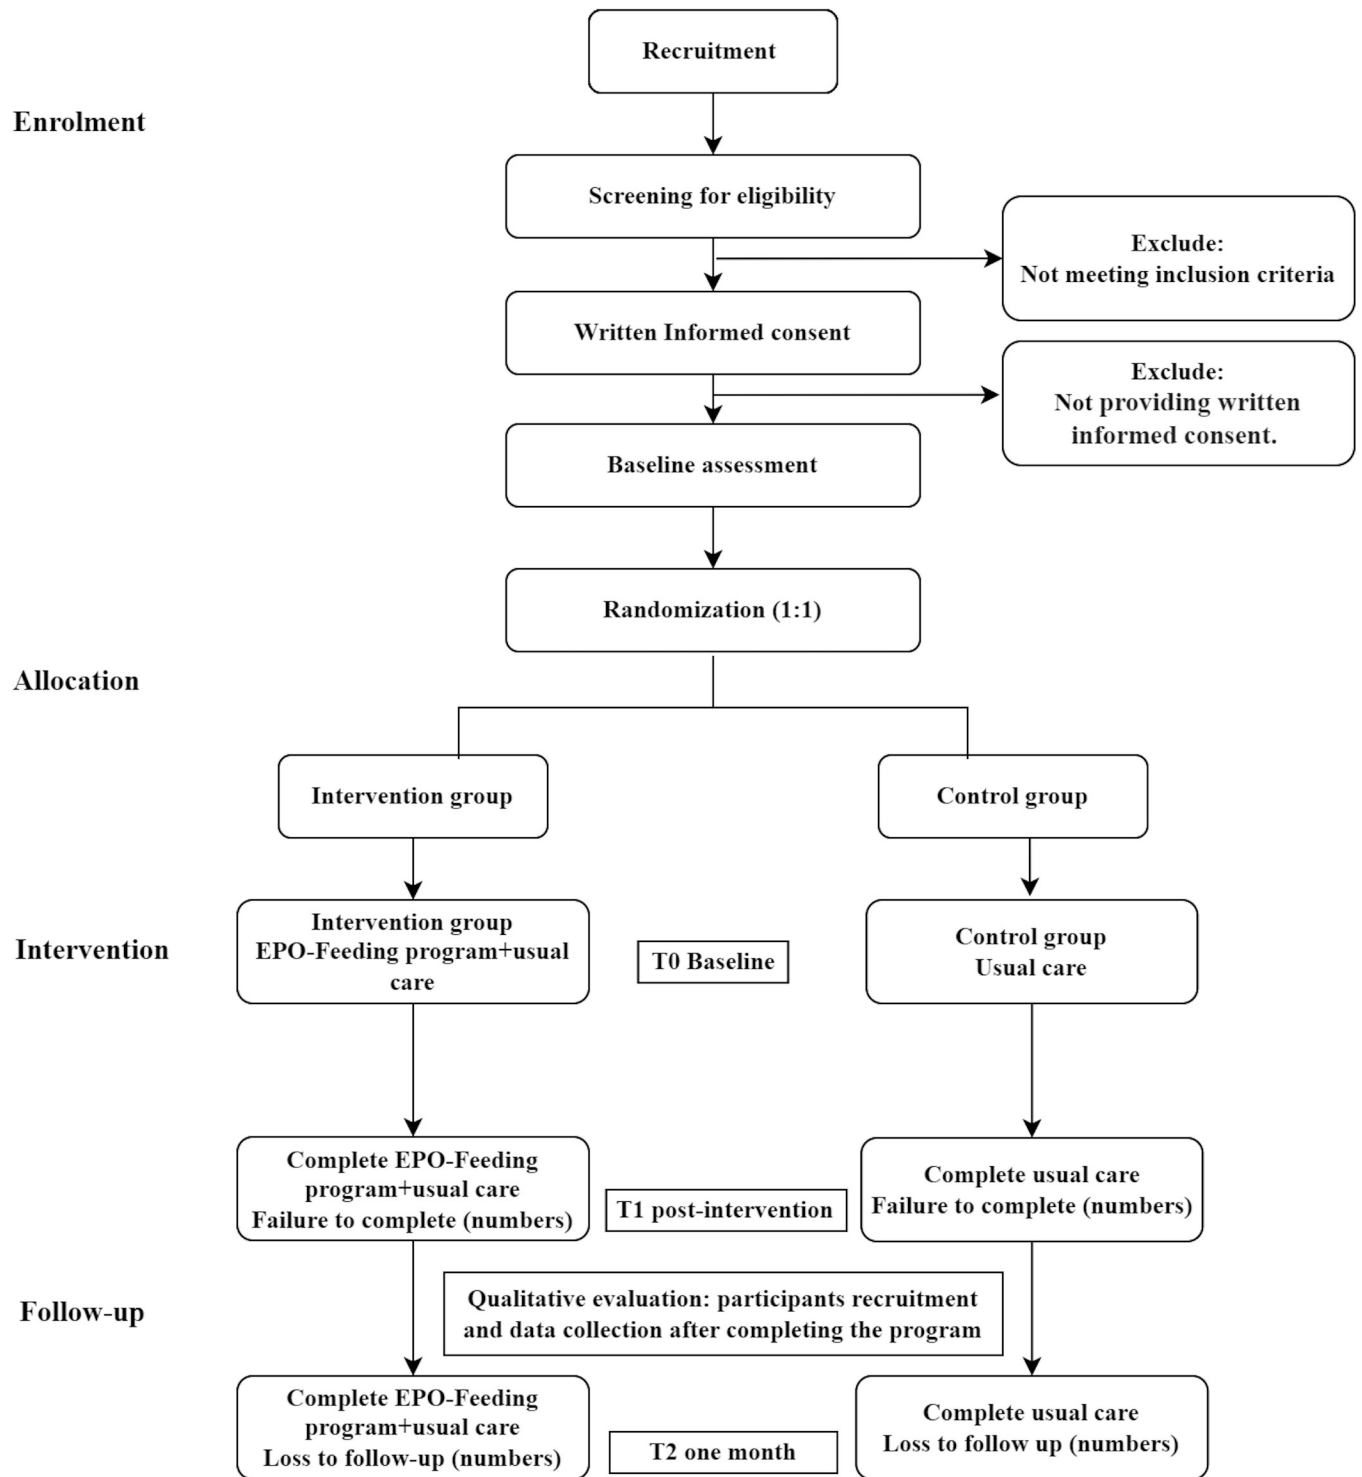 Recruitment
Enrolment
Screening for eligibility
Exclude:
Not meeting inclusion criteria
Written Informed consent
Exclude:
Not providing written
informed consent.
Baseline assessment
Randomization (1:1)
Allocation
Intervention group
Control group
Intervention
Intervention group
EPO-Feeding program+usual
care
T0 Baseline
Control group
Usual care
Complete EPO-Feeding
program+usual care
Failure to complete (numbers)
T1 post-intervention
Complete usual care
Failure to complete (numbers)
Follow-up
Qualitative evaluation: participants recruitment
and data collection after completing the program
Complete EPO-Feeding
program+usual care
Loss to follow-up (numbers)
T2 one month
Complete usual care
Loss to follow up (numbers)